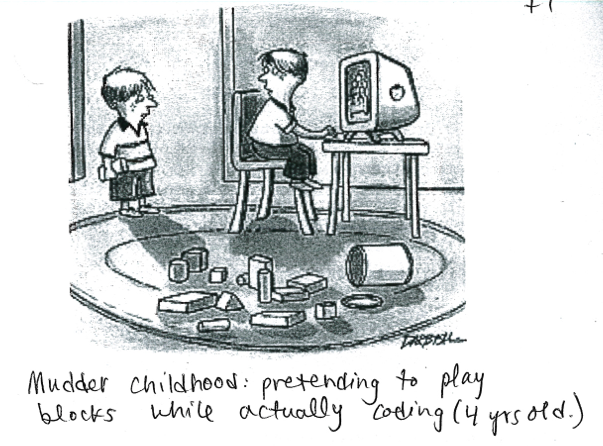 Mudder childhood: pretending to play
blocks while actually coding (4 yrs old.)